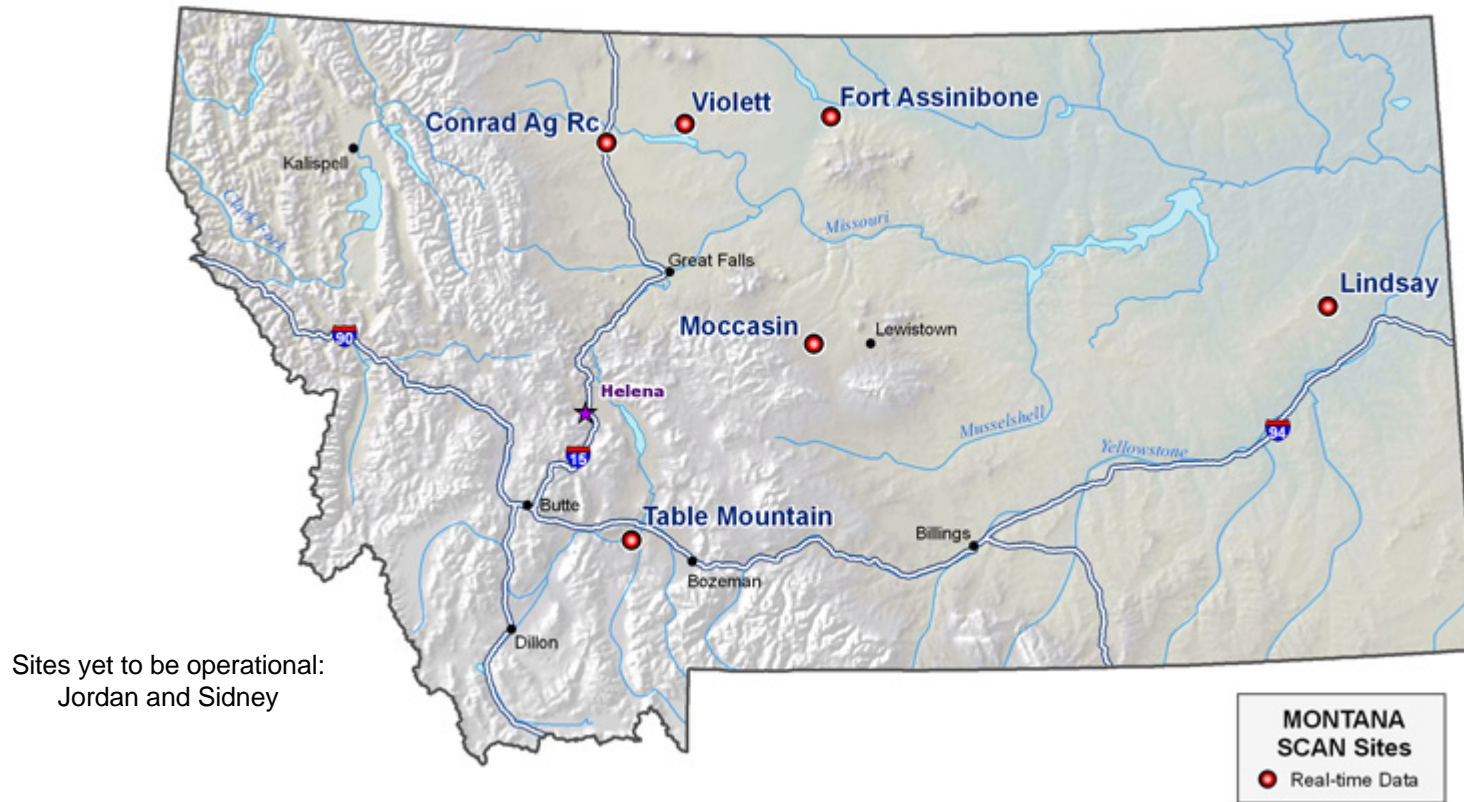 Violett
Fort Assinibone
Conrad Ag Rc
Kalispell
Clark Fork
Missouri
Great Falls
Lindsay
Moccasin
Lewistown
90
Helena
Musselshell
94
15
Yellowstone
Butte
Table Mountain
Billings
Bozeman
Dillon
Sites yet to be operational:
Jordan and Sidney
MONTANA
SCAN Sites
Real-time Data